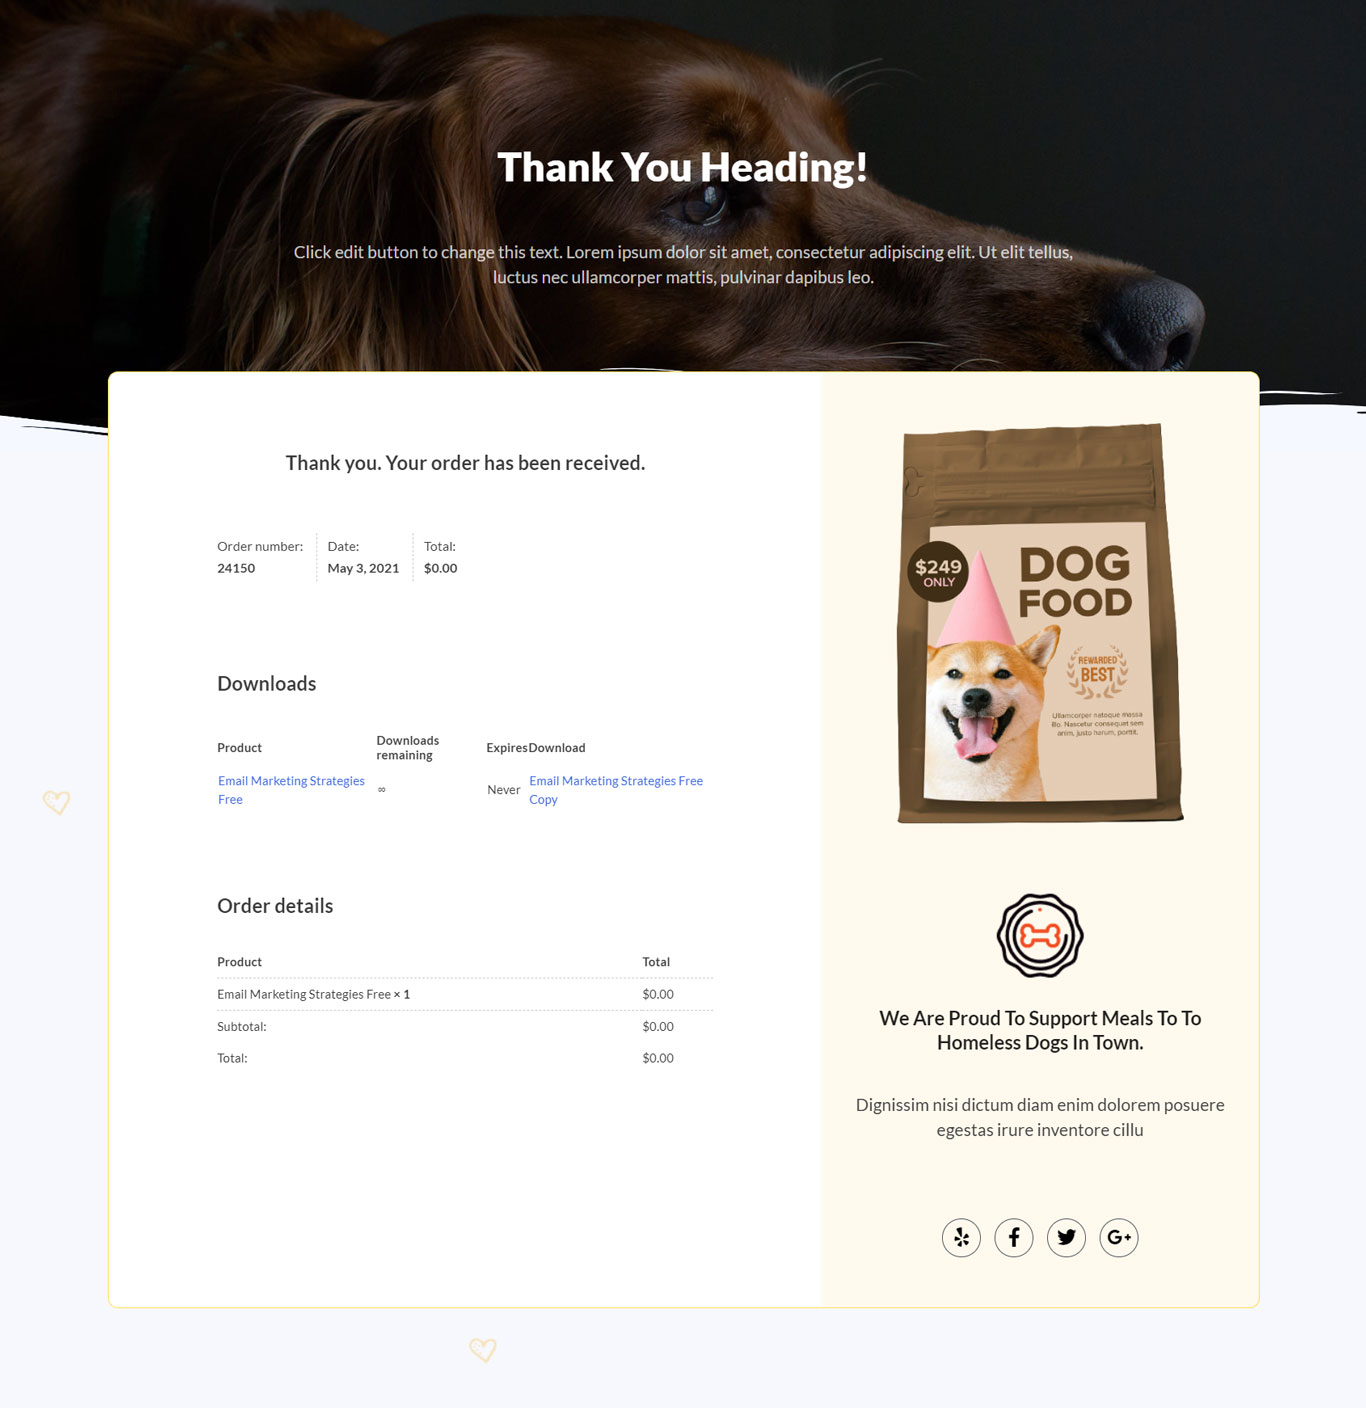 Thank You Heading!
Click edit button to change this text. Lorem ipsum dolor sit amet, consectetur adipiscing elit. Ut elit tellus,
luctus nec ullamcorper mattis, pulvinar dapibus leo.
Thank you. Your order has been received.
Order number:
24150
Date:
May 3, 2021
Total:
$0.00
Downloads
Product
Downloads
remaining
Expires
Download
Email Marketing Strategies
Free
∞
Never
Email Marketing Strategies Free
Copy
Order details
Product Total
Email Marketing Strategies Free × 1 $0.00
Subtotal: $0.00
Total: $0.00
$249
ONLY
DOG
FOOD
REWARDED
BEST
Ullamcorper natoque massa
illo. Nascetur consequat sem
anim, justo harum, porttit.
We Are Proud To Support Meals To To
Homeless Dogs In Town.
Dignissim nisi dictum diam enim dolorem posuere
egestas irure inventore cillu
G+